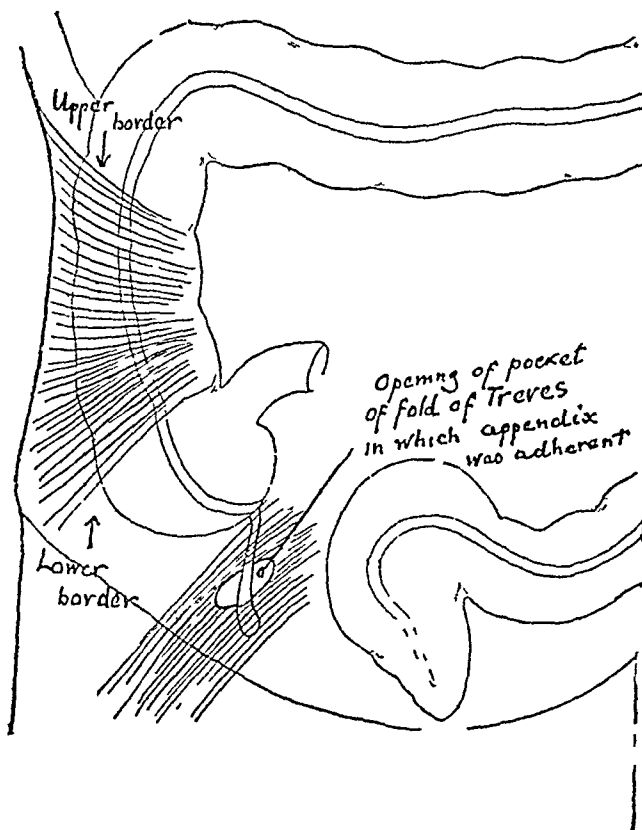 Upper
border
Opening of pocket
of fold of Treves
in which appendix
was adherent
Lower
border